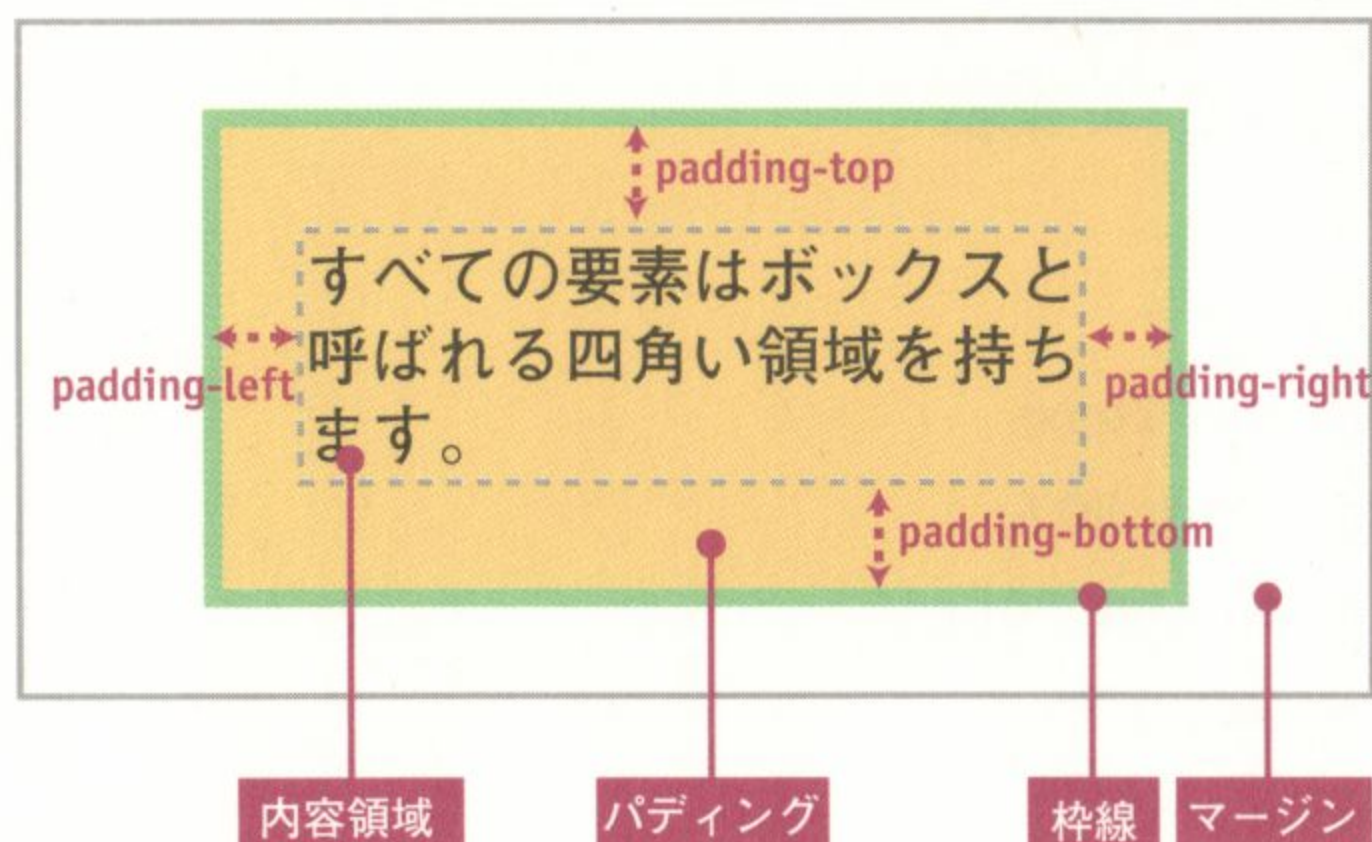 padding-top
すべての要素はボックスと
呼ばれる四角い領域を持ち
ます。
padding-left
padding-right
padding-bottom
内容領域
パディング
枠線
マージン